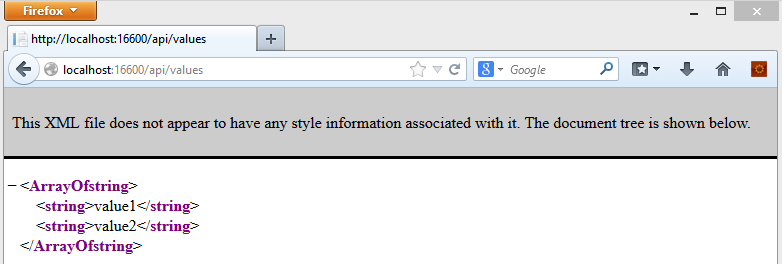 Firefox
http://localhost:16600/api/values
localhost:16600/api/values
Google
This XML file does not appear to have any style information associated with it. The document tree is shown below.
<ArrayOfstring>
<string>value1</string>
<string>value2</string>
</ArrayOfstring>